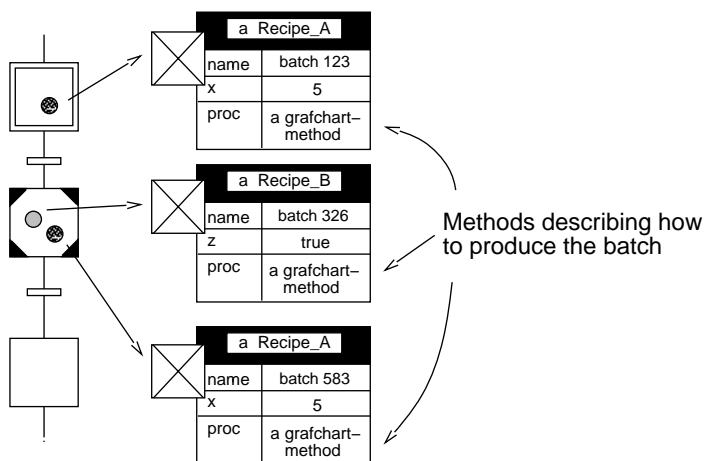 a Recipe_A
name batch 123
x 5
proc a grafchart–
method
a Recipe_B
name batch 326
z true
proc a grafchart–
method
Methods describing how
to produce the batch
a Recipe_A
name batch 583
x 5
proc a grafchart–
method